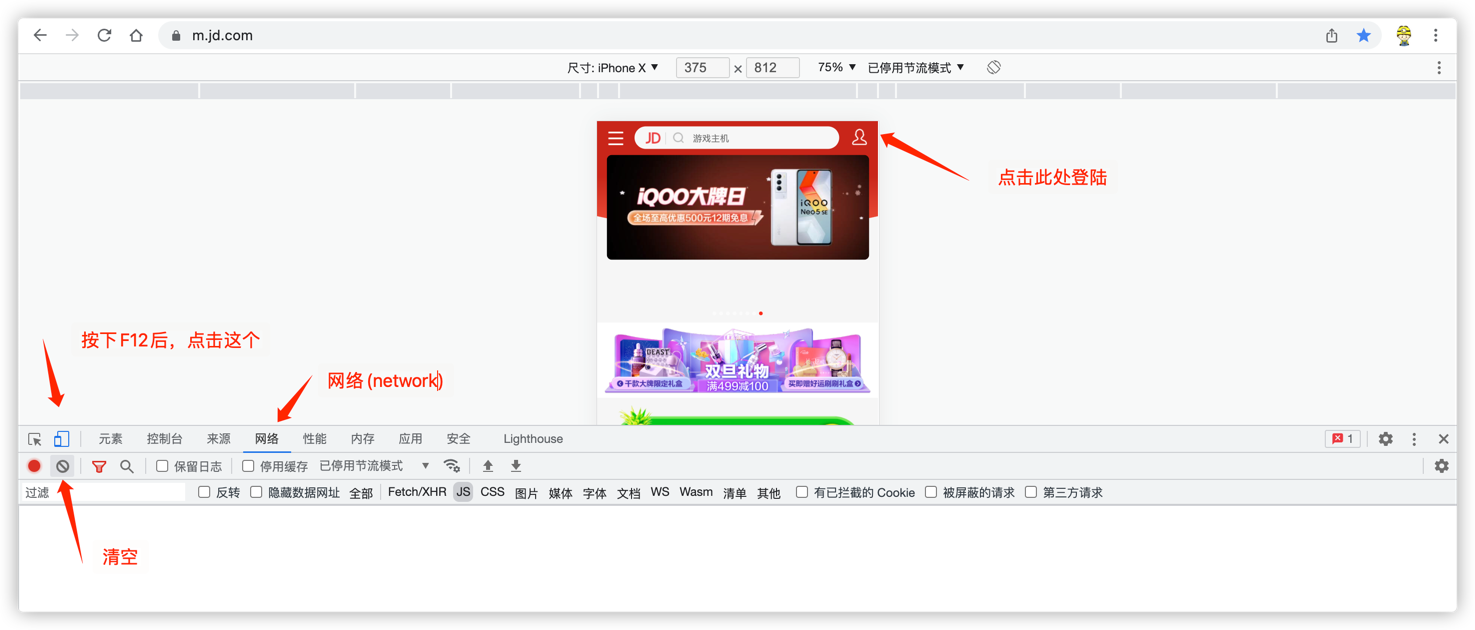 m.jd.com
尺寸: iPhone X ▼ 375 × 812 75% ▼ 已停用节流模式 ▼
JD 游戏主机
点击此处登陆
iQOO大牌日
全场至高优惠500元12期免息
iQOO
Neo5 SE
按下F12后，点击这个
BEAST
双旦礼物
千款大牌限定礼盒 满499减100 买即赠好运刷刷礼盒
网络 (network)
元素 控制台 来源 网络 性能 内存 应用 安全 Lighthouse 1
保留日志 停用缓存 已停用节流模式 ▼
过滤 反转 隐藏数据网址 全部 Fetch/XHR JS CSS 图片 媒体 字体 文档 WS Wasm 清单 其他 有已拦截的 Cookie 被屏蔽的请求 第三方请求
清空